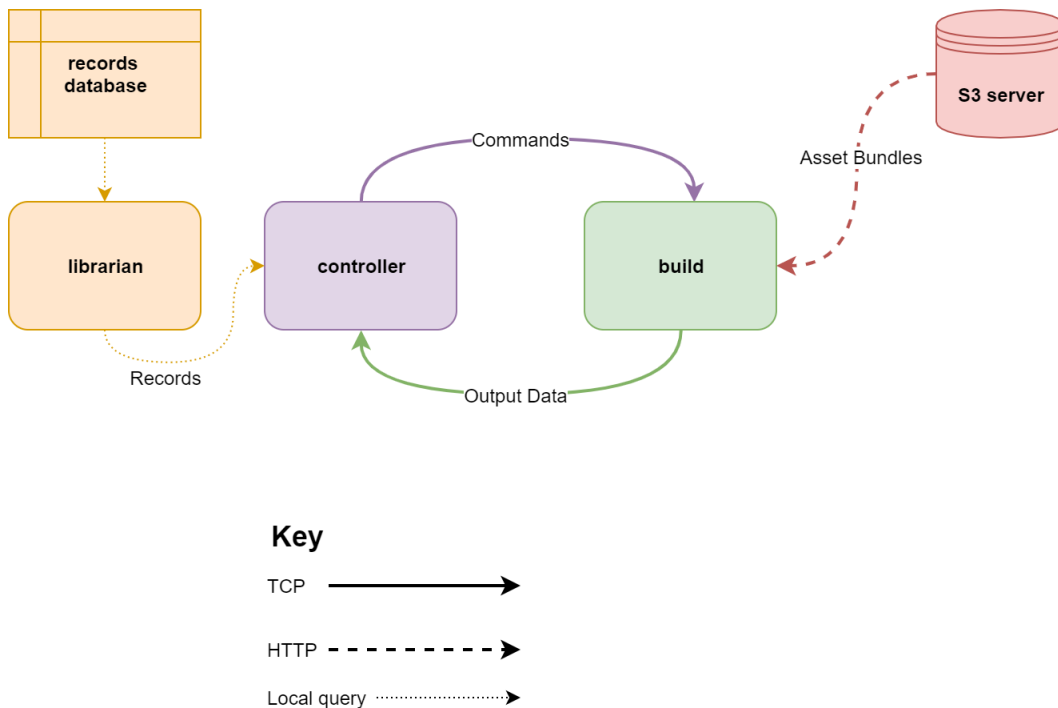 records
database
S3 server
Commands
Asset Bundles
librarian
controller
build
Records
Output Data
Key
TCP
HTTP
Local query